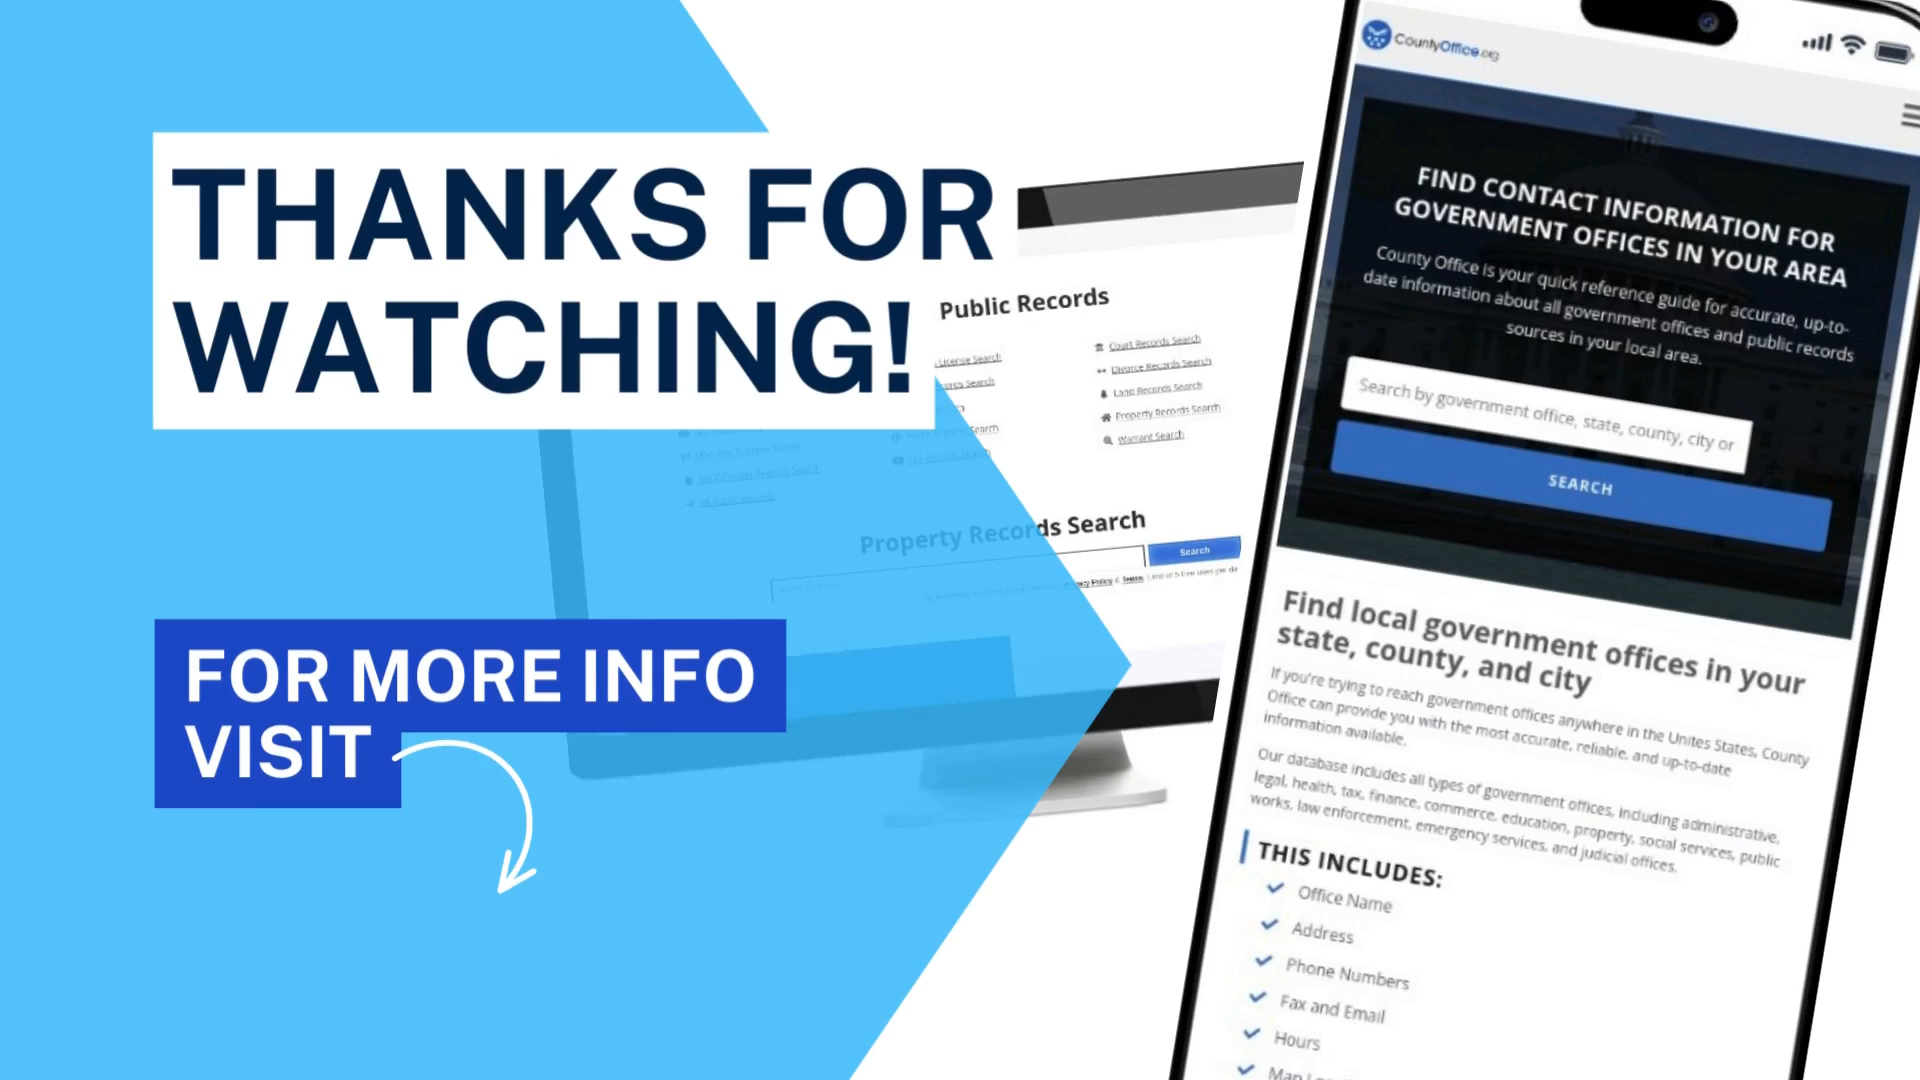 THANKS FOR
WATCHING!
FOR MORE INFO
VISIT
Public Records
License Search
Search
Search
Court Records Search
Divorce Records Search
Land Records Search
Property Records Search
Warrant Search
Property Records Search
Search
CountyOffice.org
FIND CONTACT INFORMATION FOR
GOVERNMENT OFFICES IN YOUR AREA
County Office is your quick reference guide for accurate, up-to-
date information about all government offices and public records
sources in your local area.
Search by government office, state, county, city or
SEARCH
Find local government offices in your
state, county, and city
If you're trying to reach government offices anywhere in the Unites States, County
Office can provide you with the most accurate, reliable, and up-to-date
information available.
Our database includes all types of government offices, including administrative,
legal, health, tax, finance, commerce, education, property, social services, public
works, law enforcement, emergency services, and judicial offices.
THIS INCLUDES:
Office Name
Address
Phone Numbers
Fax and Email
Hours